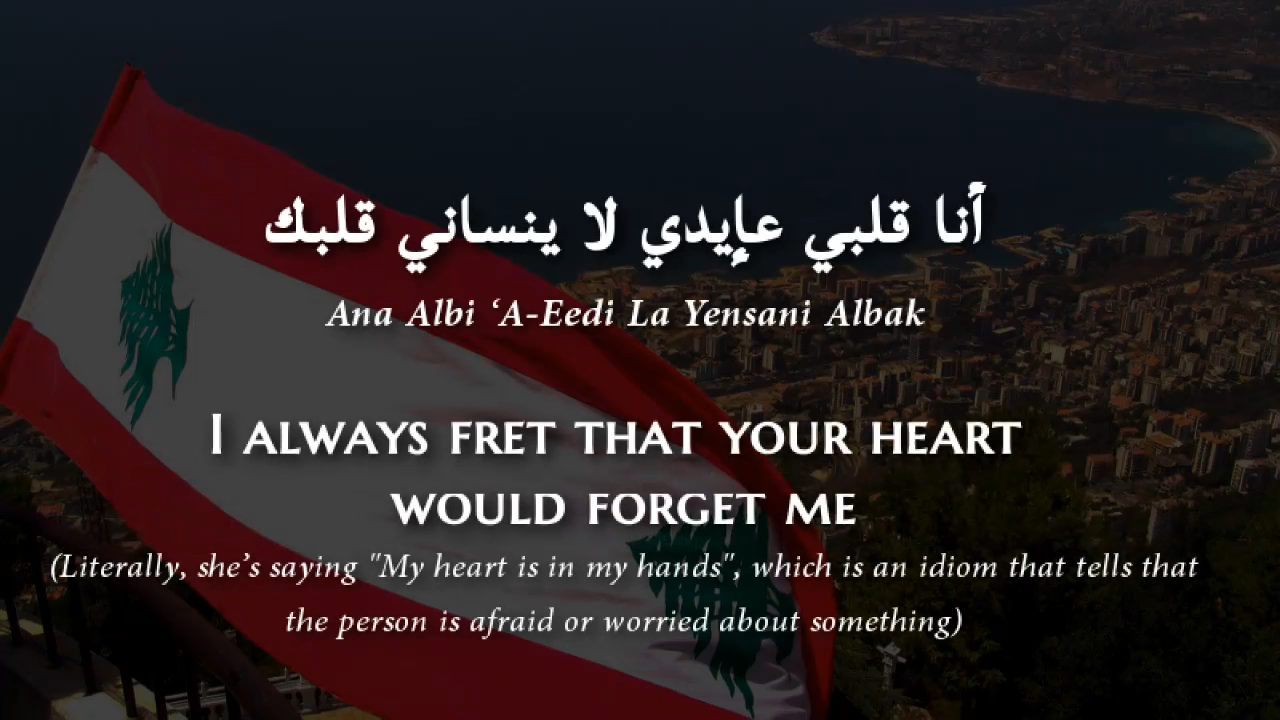 أنا قلبي عإيدي لا ينساني قلبك
Ana Albi ‘A-Eedi La Yensani Albak
I ALWAYS FRET THAT YOUR HEART
WOULD FORGET ME
(Literally, she’s saying "My heart is in my hands", which is an idiom that tells that
the person is afraid or worried about something)